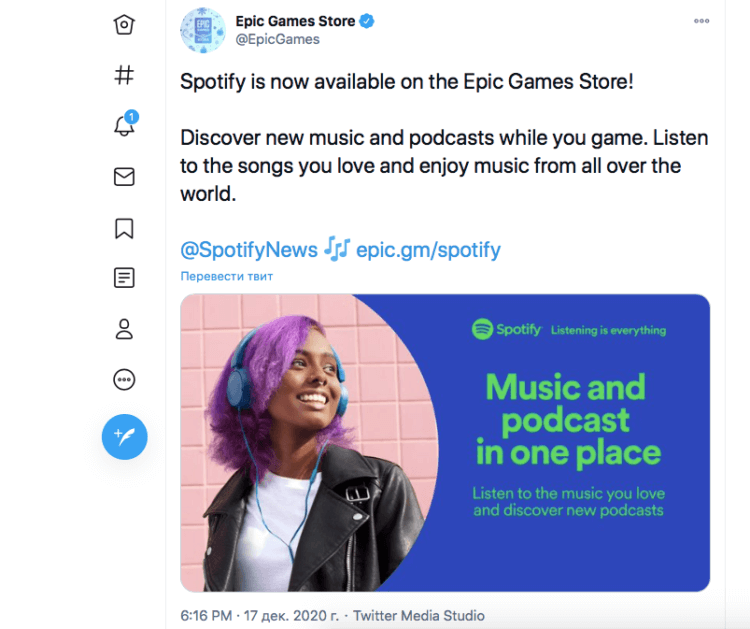 Epic Games Store
@EpicGames
Spotify is now available on the Epic Games Store!
Discover new music and podcasts while you game. Listen
to the songs you love and enjoy music from all over the
world.
@SpotifyNews 🎶 epic.gm/spotify
Перевести твит
Spotify Listening is everything
Music and
podcast
in one place
Listen to the music you love
and discover new podcasts
6:16 PM · 17 дек. 2020 г. · Twitter Media Studio
1
EPIC
GAMES